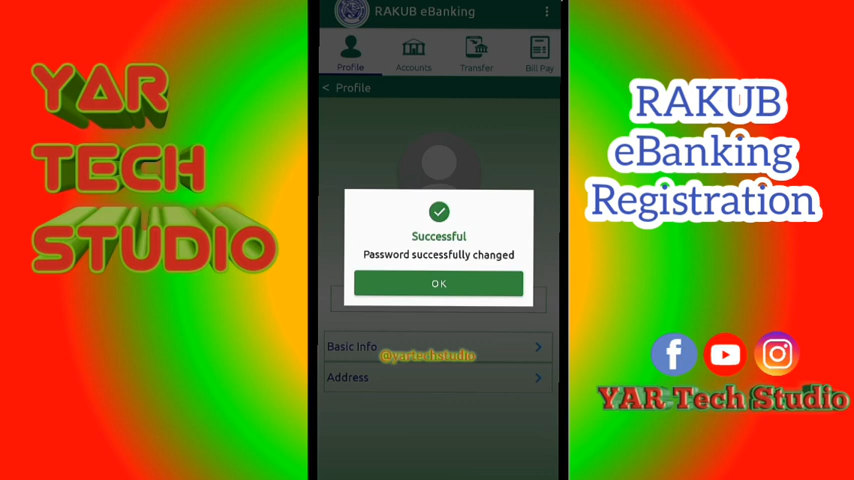 YAR
TECH
STUDIO
RAKUB eBanking
Profile
Accounts
Transfer
Bill Pay
< Profile
Successful
Password successfully changed
OK
Basic Info
@yartechstudio
Address
RAKUB
eBanking
Registration
YAR Tech Studio